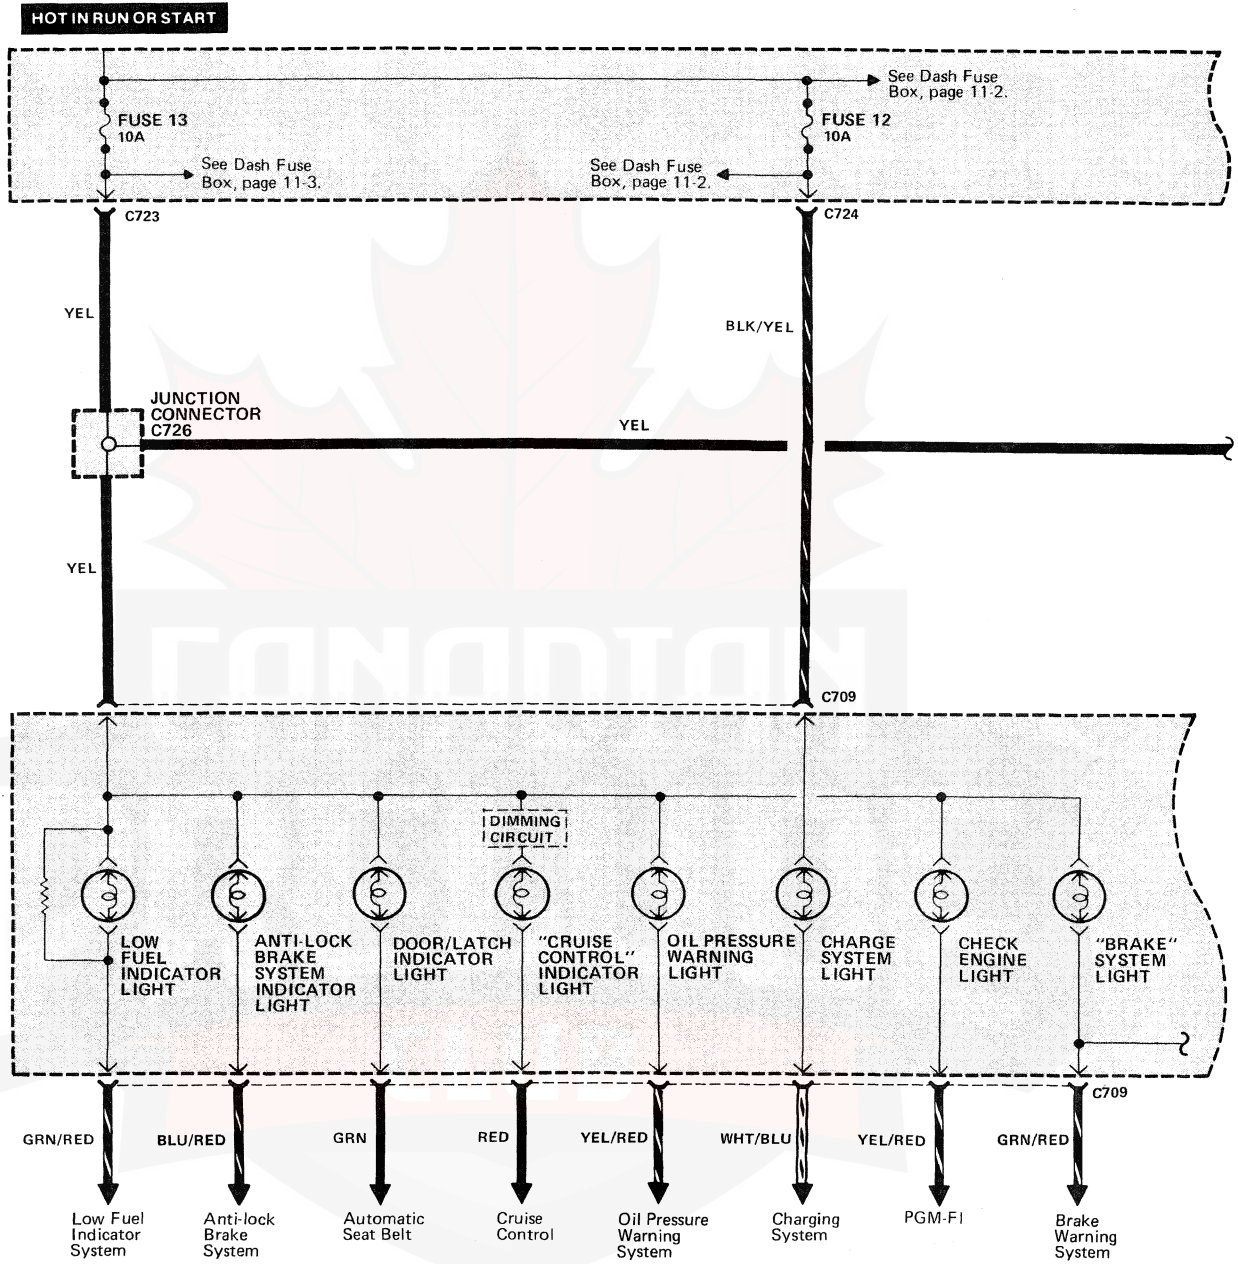 HOT IN RUN OR START
See Dash Fuse
Box, page 11-2.
FUSE 13
10A
FUSE 12
10A
See Dash Fuse
Box, page 11-3.
See Dash Fuse
Box, page 11-2.
C723
C724
YEL
BLK/YEL
JUNCTION
CONNECTOR
C726
YEL
YEL
CANADIAN
C709
DIMMING
CIRCUIT
LOW
FUEL
INDICATOR
LIGHT
ANTI-LOCK
BRAKE
SYSTEM
INDICATOR
LIGHT
DOOR/LATCH
INDICATOR
LIGHT
"CRUISE
CONTROL"
INDICATOR
LIGHT
OIL PRESSURE
WARNING
LIGHT
CHARGE
SYSTEM
LIGHT
CHECK
ENGINE
LIGHT
"BRAKE"
SYSTEM
LIGHT
C709
GRN/RED
BLU/RED
GRN
RED
YEL/RED
WHT/BLU
YEL/RED
GRN/RED
Low Fuel
Indicator
System
Anti-lock
Brake
System
Automatic
Seat Belt
Cruise
Control
Oil Pressure
Warning
System
Charging
System
PGM-FI
Brake
Warning
System